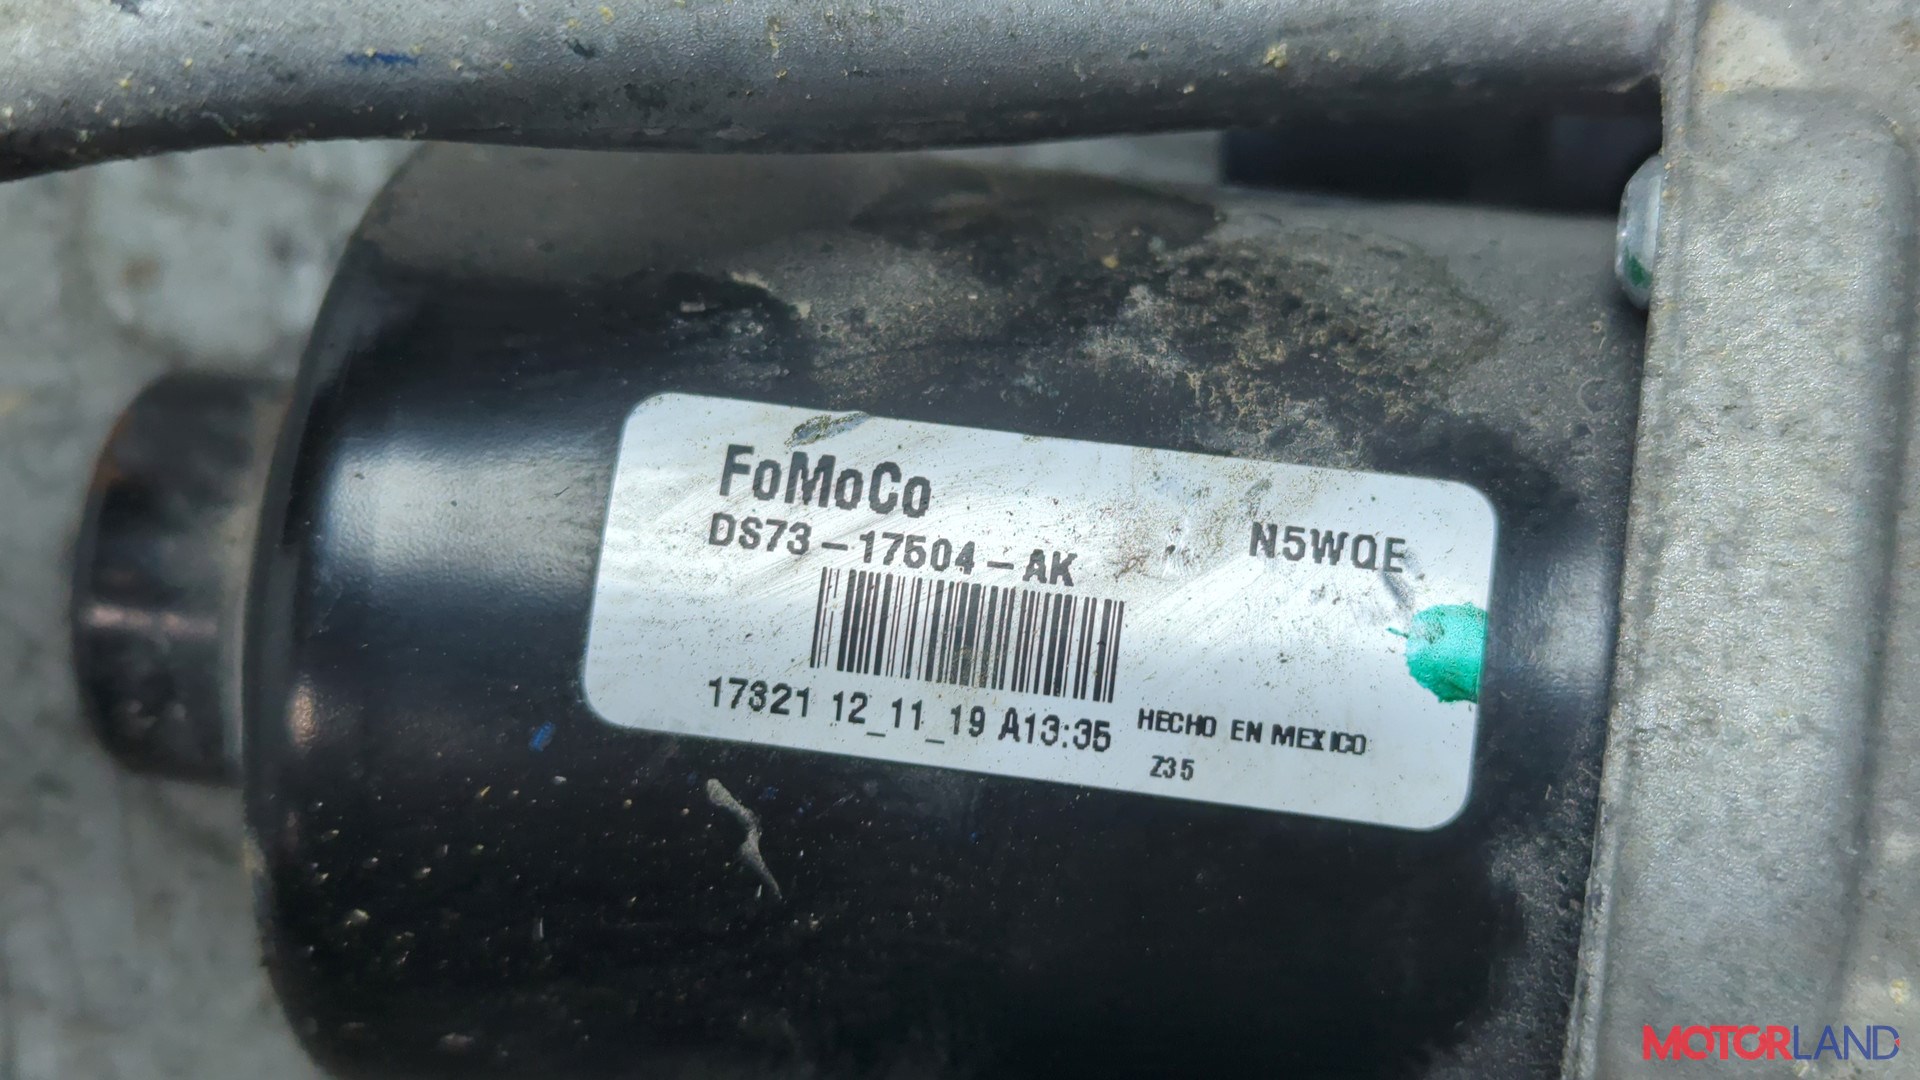 FoMoCo
DS73-17504-AK
N5WQE
17321 12_11_19 A13:35
HECHO EN MEXICO
Z35
MOTORLAND